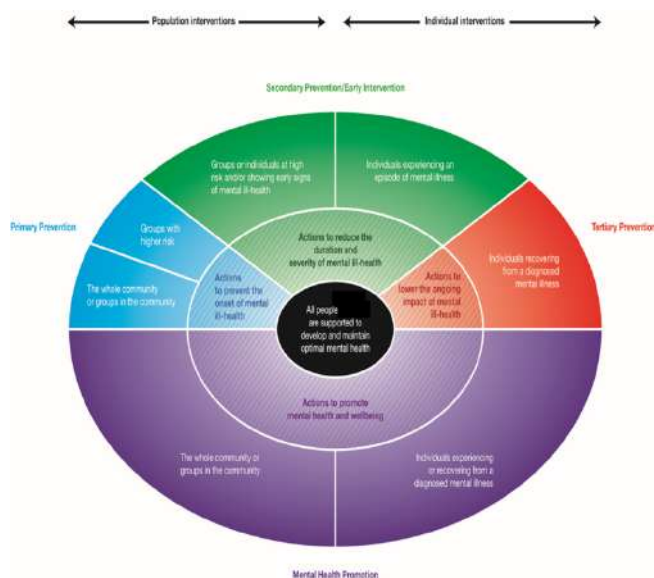 Population interventions
Individual interventions
Secondary Prevention/Early Intervention
Groups or individuals at high
risk and/or showing early signs
of mental ill-health
Individuals experiencing an
episode of mental illness
Primary Prevention
Groups with
higher risk
Actions to reduce the
duration and
severity of mental ill-health
Tertiary Prevention
Individuals recovering
from a diagnosed
mental illness
The whole community
or groups in the community
Actions
to prevent the
onset of mental
ill-health
Actions to
lower the ongoing
impact of mental
ill-health
All people
are supported to
develop and maintain
optimal mental health
Actions to promote
mental health and wellbeing
The whole community or
groups in the community
Individuals experiencing
or recovering from a
diagnosed mental illness
Mental Health Promotion